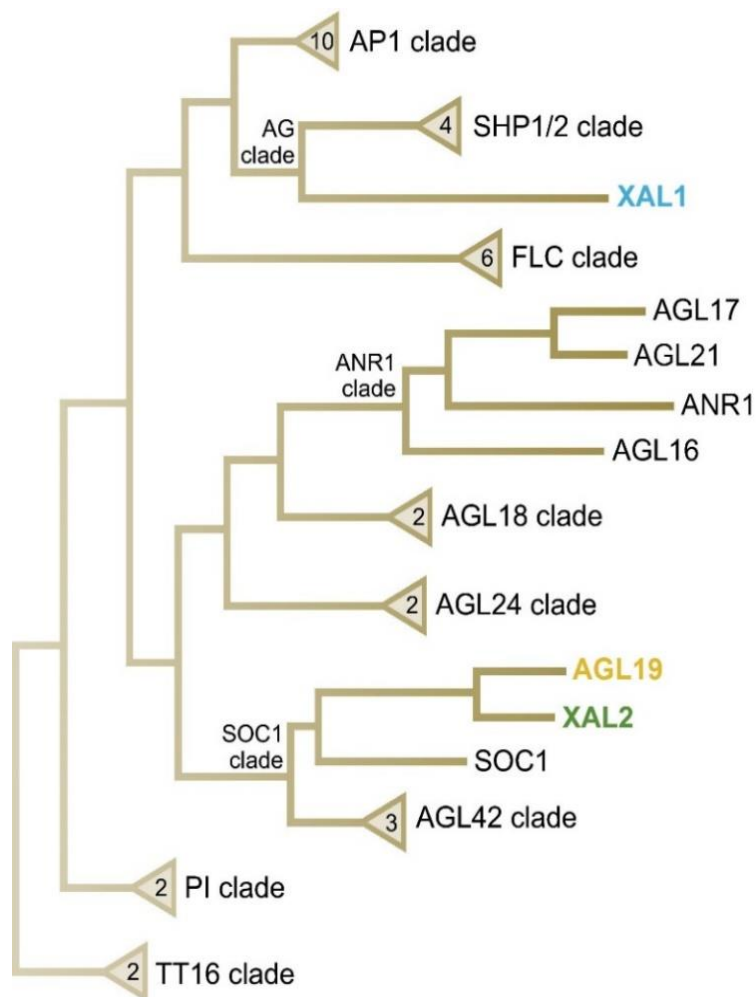 10 AP1 clade
AG
clade
4 SHP1/2 clade
XAL1
6 FLC clade
AGL17
ANR1
clade
AGL21
ANR1
AGL16
2 AGL18 clade
2 AGL24 clade
AGL19
XAL2
SOC1
clade
SOC1
3 AGL42 clade
2 PI clade
2 TT16 clade